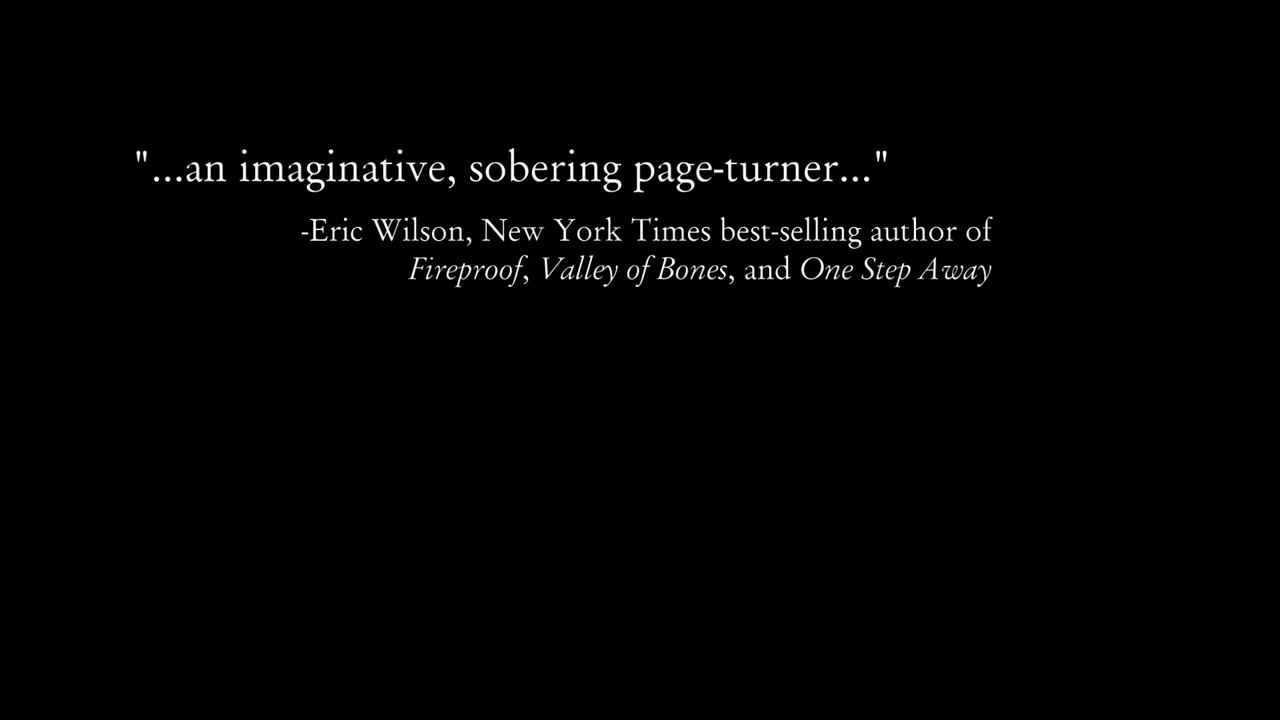 "...an imaginative, sobering page-turner..."
-Eric Wilson, New York Times best-selling author of
Fireproof, Valley of Bones, and One Step Away